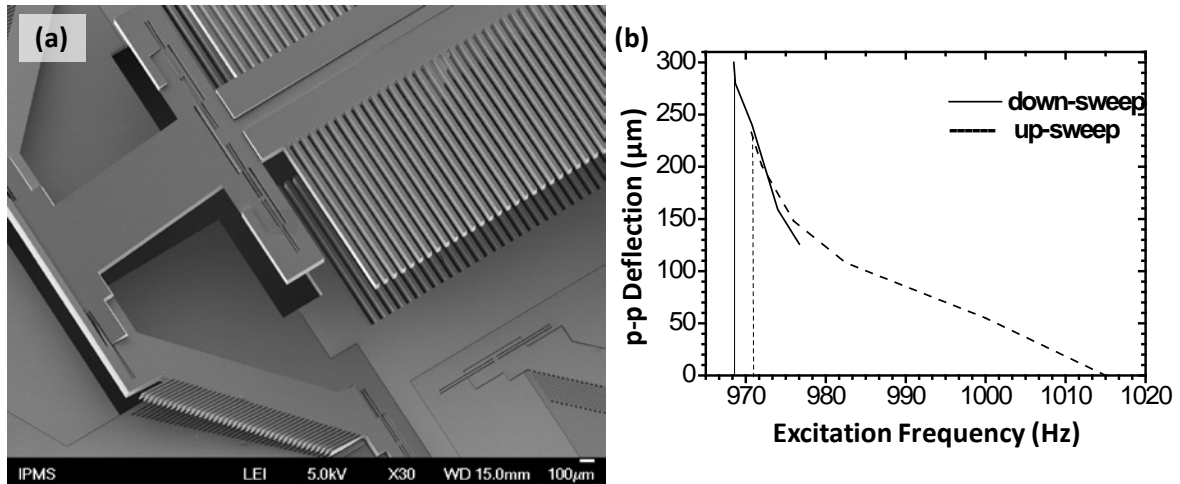 (a)
IPMS LEI 5.0kV X30 WD 15.0mm 100µm
(b)
300
250
200
150
100
50
0
p-p Deflection (µm)
down-sweep
up-sweep
970 980 990 1000 1010 1020
Excitation Frequency (Hz)